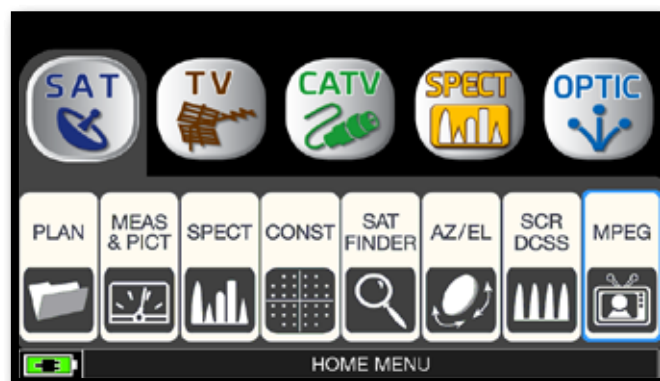 SAT
TV
CATV
SPECT
OPTIC
PLAN
MEAS
& PICT
SPECT
CONST
SAT
FINDER
AZ/EL
SCR
DCSS
MPEG
HOME MENU